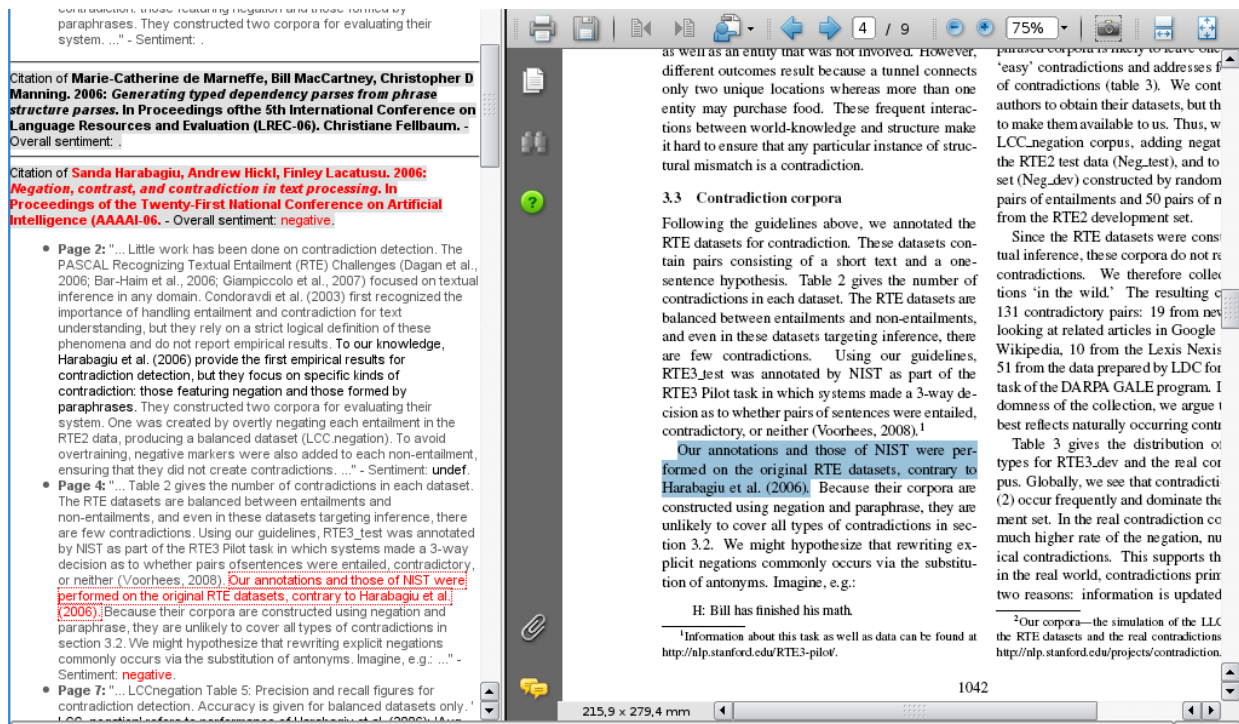 contradiction: those featuring negation and those formed by
paraphrases. They constructed two corpora for evaluating their
system. ..." - Sentiment: .
Citation of Marie-Catherine de Marneffe, Bill MacCartney, Christopher D
Manning. 2006: Generating typed dependency parses from phrase
structure parses. In Proceedings ofthe 5th International Conference on
Language Resources and Evaluation (LREC-06). Christiane Fellbaum. -
Overall sentiment: .
Citation of Sanda Harabagiu, Andrew Hickl, Finley Lacatusu. 2006:
Negation, contrast, and contradiction in text processing. In
Proceedings of the Twenty-First National Conference on Artificial
Intelligence (AAAAI-06. - Overall sentiment: negative.
Page 2: "... Little work has been done on contradiction detection. The
PASCAL Recognizing Textual Entailment (RTE) Challenges (Dagan et al.,
2006; Bar-Haim et al., 2006; Giampiccolo et al., 2007) focused on textual
inference in any domain. Condoravdi et al. (2003) first recognized the
importance of handling entailment and contradiction for text
understanding, but they rely on a strict logical definition of these
phenomena and do not report empirical results. To our knowledge,
Harabagiu et al. (2006) provide the first empirical results for
contradiction detection, but they focus on specific kinds of
contradiction: those featuring negation and those formed by
paraphrases. They constructed two corpora for evaluating their
system. One was created by overtly negating each entailment in the
RTE2 data, producing a balanced dataset (LCC.negation). To avoid
overtraining, negative markers were also added to each non-entailment,
ensuring that they did not create contradictions. ..." - Sentiment: undef.
Page 4: "... Table 2 gives the number of contradictions in each dataset.
The RTE datasets are balanced between entailments and
non-entailments, and even in these datasets targeting inference, there
are few contradictions. Using our guidelines, RTE3_test was annotated
by NIST as part of the RTE3 Pilot task in which systems made a 3-way
decision as to whether pairs ofsentences were entailed, contradictory,
or neither (Voorhees, 2008). Our annotations and those of NIST were
performed on the original RTE datasets, contrary to Harabagiu et al.
(2006). Because their corpora are constructed using negation and
paraphrase, they are unlikely to cover all types of contradictions in
section 3.2. We might hypothesize that rewriting explicit negations
commonly occurs via the substitution of antonyms. Imagine, e.g.: ..." -
Sentiment: negative.
Page 7: "... LCCnegation Table 5: Precision and recall figures for
contradiction detection. Accuracy is given for balanced datasets only. '
4 / 9 75%
as well as an entity that was not involved. However,
different outcomes result because a tunnel connects
only two unique locations whereas more than one
entity may purchase food. These frequent interac-
tions between world-knowledge and structure make
it hard to ensure that any particular instance of struc-
tural mismatch is a contradiction.
3.3 Contradiction corpora
Following the guidelines above, we annotated the
RTE datasets for contradiction. These datasets con-
tain pairs consisting of a short text and a one-
sentence hypothesis. Table 2 gives the number of
contradictions in each dataset. The RTE datasets are
balanced between entailments and non-entailments,
and even in these datasets targeting inference, there
are few contradictions. Using our guidelines,
RTE3_test was annotated by NIST as part of the
RTE3 Pilot task in which systems made a 3-way de-
cision as to whether pairs of sentences were entailed,
contradictory, or neither (Voorhees, 2008).1
Our annotations and those of NIST were per-
formed on the original RTE datasets, contrary to
Harabagiu et al. (2006). Because their corpora are
constructed using negation and paraphrase, they are
unlikely to cover all types of contradictions in sec-
tion 3.2. We might hypothesize that rewriting ex-
plicit negations commonly occurs via the substitu-
tion of antonyms. Imagine, e.g.:
H: Bill has finished his math.
1Information about this task as well as data can be found at
http://nlp.stanford.edu/RTE3-pilot/.
phrased corpora is likely to leave one
'easy' contradictions and addresses f
of contradictions (table 3). We cont
authors to obtain their datasets, but th
to make them available to us. Thus, w
LCC_negation corpus, adding negat
the RTE2 test data (Neg_test), and to
set (Neg_dev) constructed by random
pairs of entailments and 50 pairs of n
from the RTE2 development set.
Since the RTE datasets were cons
tual inference, these corpora do not re
contradictions. We therefore collec
tions 'in the wild.' The resulting c
131 contradictory pairs: 19 from new
looking at related articles in Google
Wikipedia, 10 from the Lexis Nexis
51 from the data prepared by LDC for
task of the DARPA GALE program. I
domness of the collection, we argue t
best reflects naturally occurring contr
Table 3 gives the distribution of
types for RTE3_dev and the real cor
pus. Globally, we see that contradicti
(2) occur frequently and dominate the
ment set. In the real contradiction co
much higher rate of the negation, nu
ical contradictions. This supports th
in the real world, contradictions prim
two reasons: information is updated
2Our corpora—the simulation of the LLC
the RTE datasets and the real contradictions
http://nlp.stanford.edu/projects/contradiction.
1042
215,9 x 279,4 mm